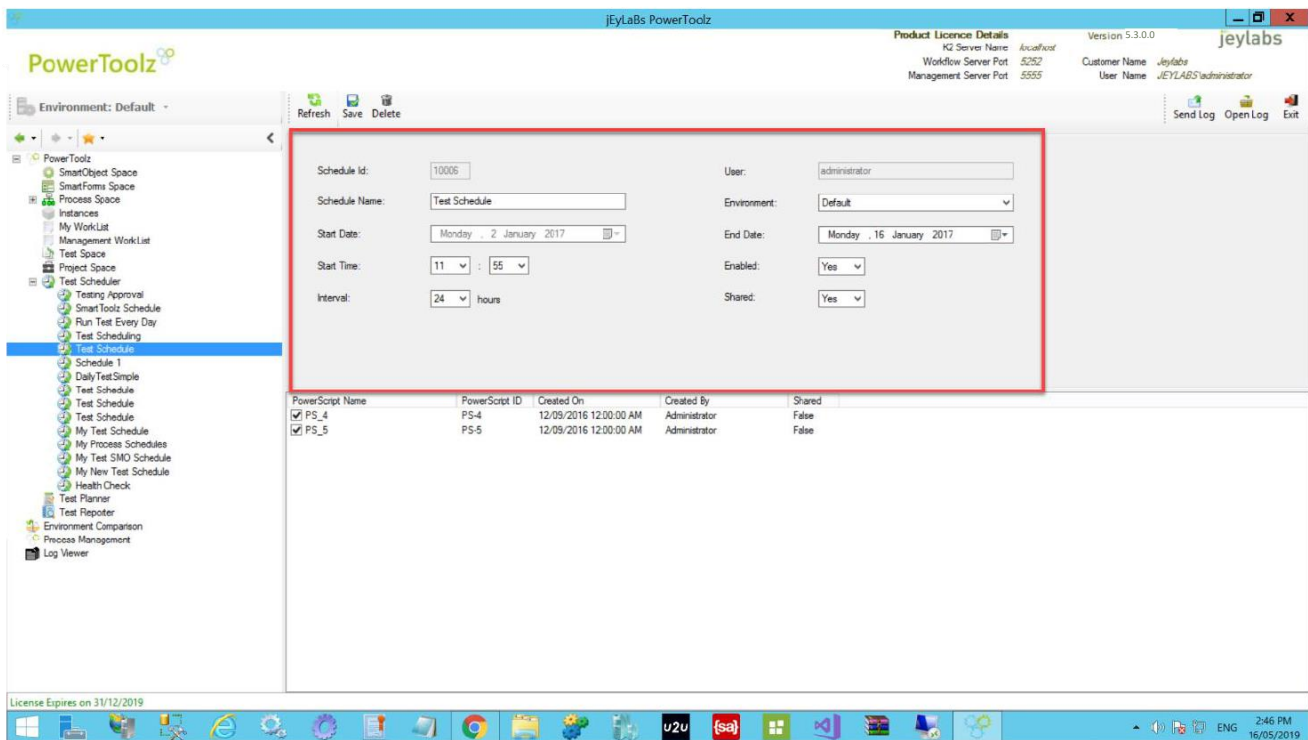 jEyLaBs PowerToolz
PowerToolz
Product Licence Details
K2 Server Name localhost
Workflow Server Port 5252
Management Server Port 5555
Version 5.3.0.0
Customer Name Jeylabs
User Name JEYLABS\administrator
jeylabs
Environment: Default
Refresh Save Delete
Send Log Open Log Exit
PowerToolz
SmartObject Space
SmartForms Space
Process Space
Instances
My WorkList
Management WorkList
Test Space
Project Space
Test Scheduler
Testing Approval
SmartToolz Schedule
Run Test Every Day
Test Scheduling
Test Schedule
Schedule 1
DailyTestSimple
Test Schedule
Test Schedule
Test Schedule
My Test Schedule
My Process Schedules
My Test SMO Schedule
My New Test Schedule
Health Check
Test Planner
Test Reporter
Environment Comparison
Process Management
Log Viewer
Schedule Id: 10006 User: administrator
Schedule Name: Test Schedule Environment: Default
Start Date: Monday , 2 January 2017 End Date: Monday , 16 January 2017
Start Time: 11 : 55 Enabled: Yes
Interval: 24 hours Shared: Yes
PowerScript Name PowerScript ID Created On Created By Shared
PS_4 PS-4 12/09/2016 12:00:00 AM Administrator False
PS_5 PS-5 12/09/2016 12:00:00 AM Administrator False
License Expires on 31/12/2019
u2u {sa} ENG 2:46 PM
16/05/2019